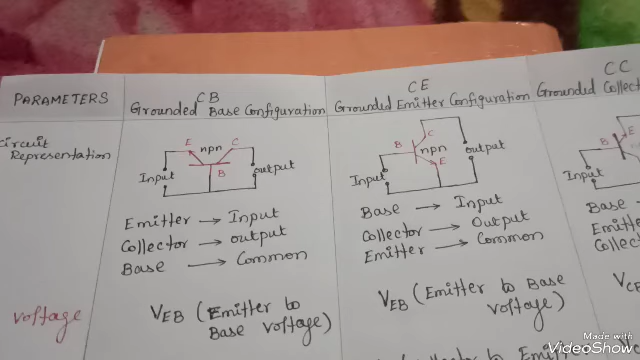 PARAMETERS
CB
Grounded Base Configuration
CE
Grounded Emitter Configuration
CC
Grounded
Circuit
Representation
E npn C
B
Input
output
Emitter → Input
Collector → output
Base → Common
B C
npn
E
Input
output
Base → Input
Collector → Output
Emitter → Common
E
B
Input
Base
Voltage
VEB (Emitter to
Base Voltage)
VEB (Emitter to Base
Voltage)
VCB
Made with
VideoShow